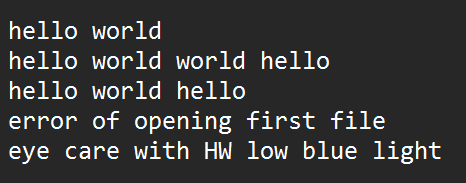 hello world
hello world world hello
hello world hello
error of opening first file
eye care with HW low blue light